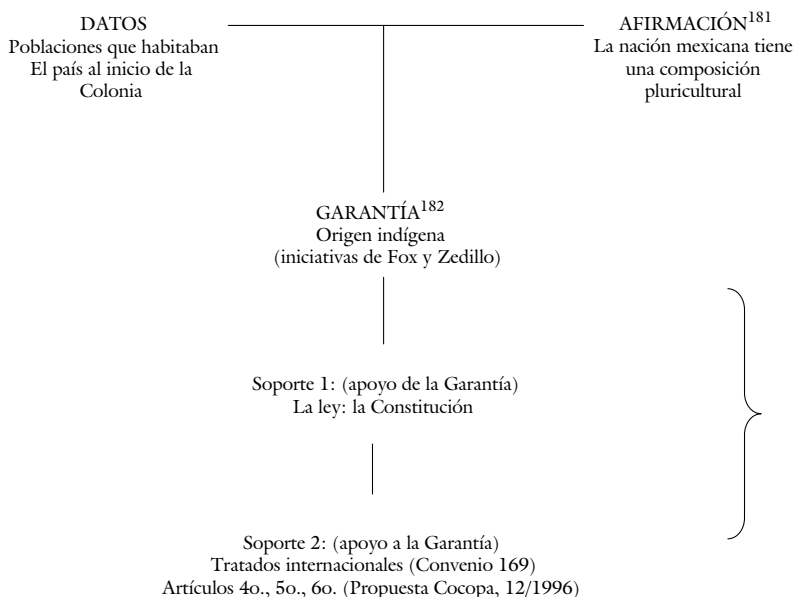 DATOS
Poblaciones que habitaban
El país al inicio de la
Colonia
AFIRMACIÓN181
La nación mexicana tiene
una composición
pluricultural
GARANTÍA182
Origen indígena
(iniciativas de Fox y Zedillo)
Soporte 1: (apoyo de la Garantía)
La ley: la Constitución
Soporte 2: (apoyo a la Garantía)
Tratados internacionales (Convenio 169)
Artículos 4o., 5o., 6o. (Propuesta Cocopa, 12/1996)